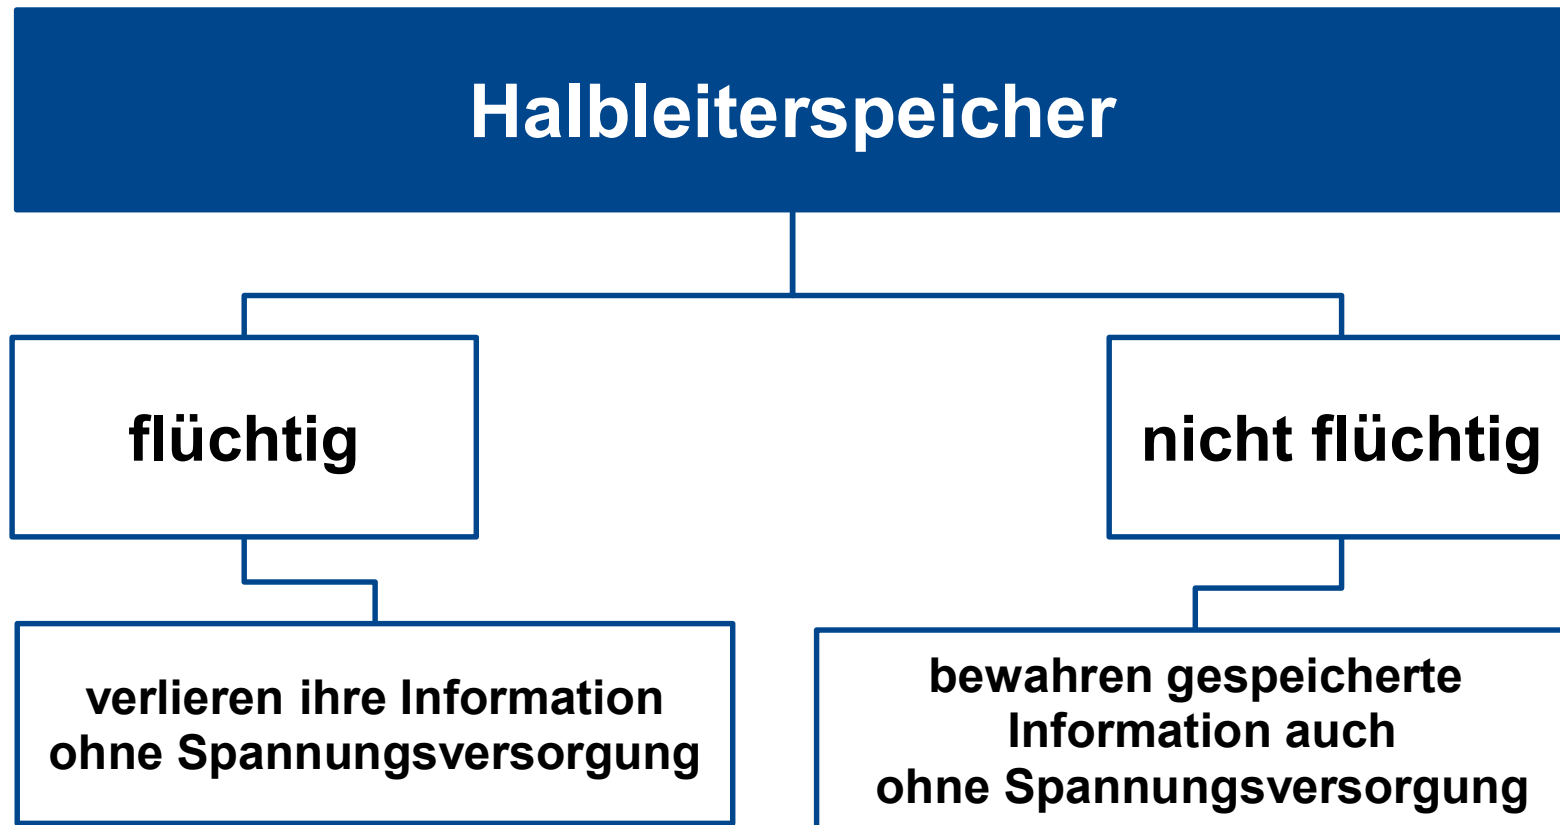 Halbleiterspeicher
flüchtig
nicht flüchtig
verlieren ihre Information
ohne Spannungsversorgung
bewahren gespeicherte
Information auch
ohne Spannungsversorgung